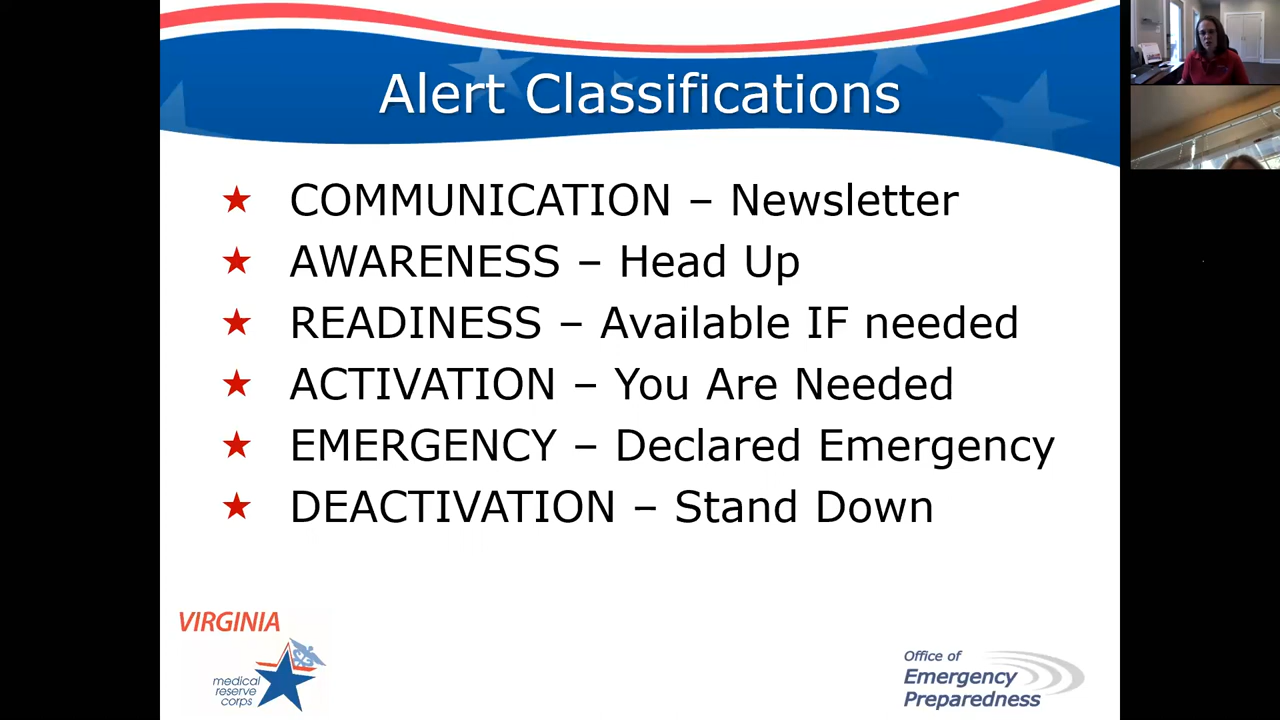 Alert Classifications
COMMUNICATION – Newsletter
AWARENESS – Head Up
READINESS – Available IF needed
ACTIVATION – You Are Needed
EMERGENCY – Declared Emergency
DEACTIVATION – Stand Down
VIRGINIA
medical
reserve
corps
Office of
Emergency
Preparedness